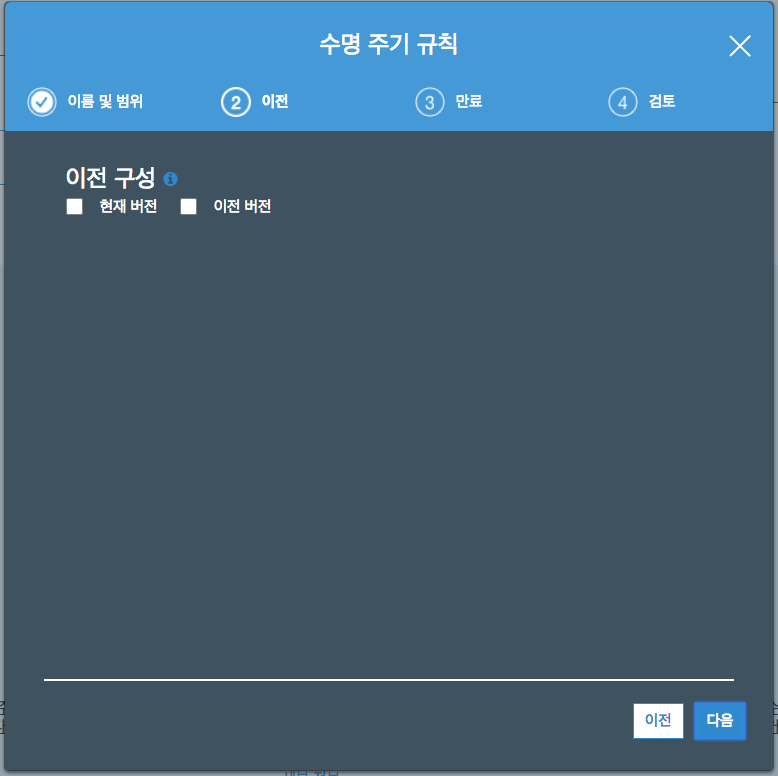 수명 주기 규칙
이름 및 범위
2 이전
3 만료
4 검토
이전 구성
현재 버전 이전 버전
이전 다음